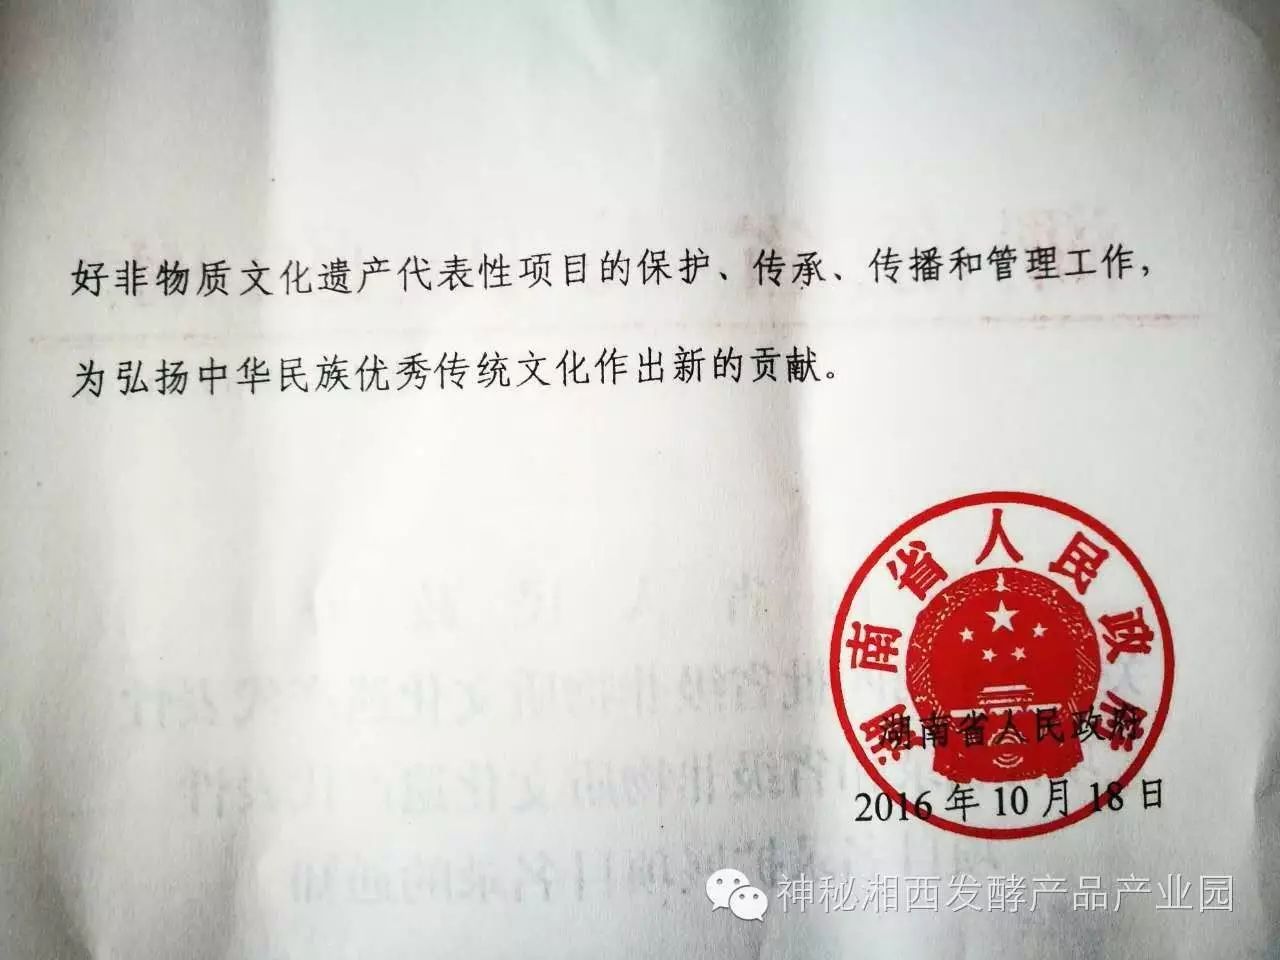 好非物质文化遗产代表性项目的保护、传承、传播和管理工作，
为弘扬中华民族优秀传统文化作出新的贡献。
湖南省人民政府
湖南省人民政府
2016年10月18日
神秘湘西发酵产品产业园